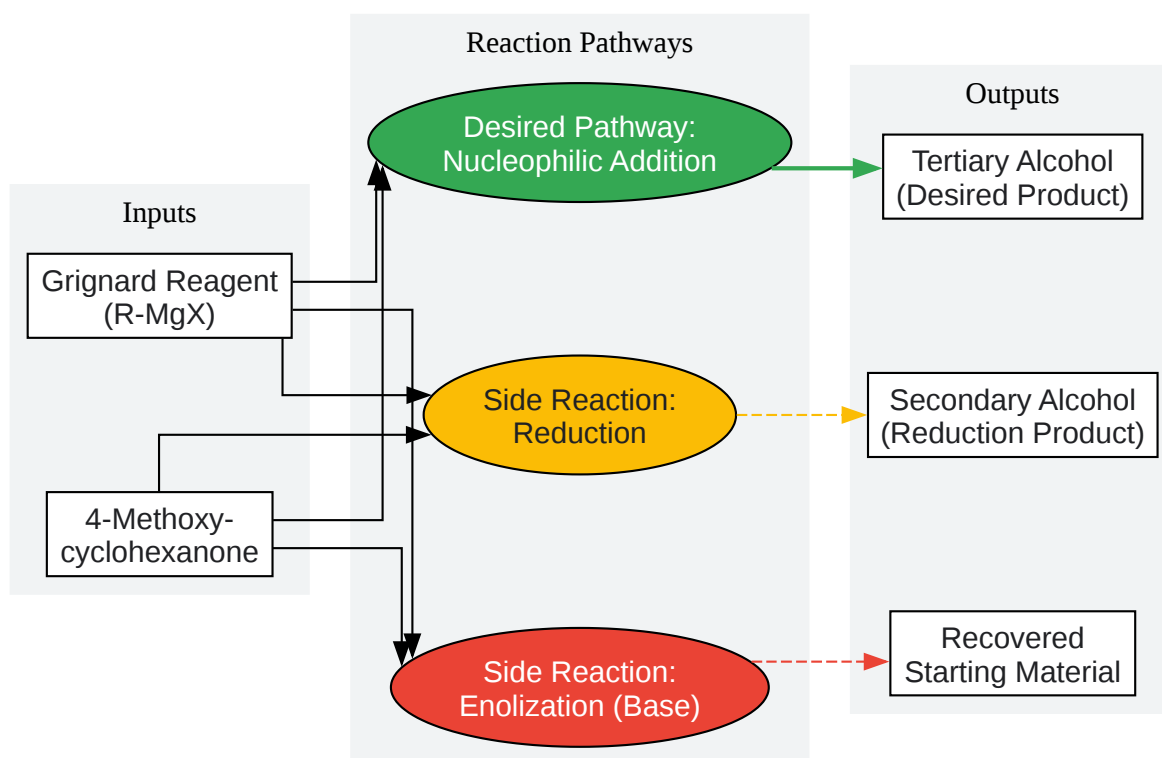 Reaction Pathways
Inputs
Outputs
Grignard Reagent
(R-MgX)
4-Methoxy-
cyclohexanone
Desired Pathway:
Nucleophilic Addition
Side Reaction:
Reduction
Side Reaction:
Enolization (Base)
Tertiary Alcohol
(Desired Product)
Secondary Alcohol
(Reduction Product)
Recovered
Starting Material